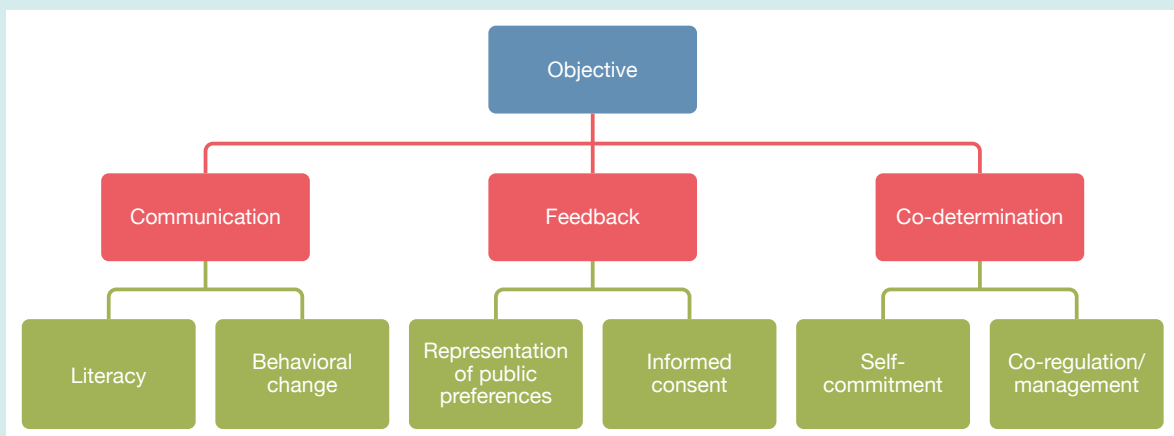 Objective
Communication
Feedback
Co-determination
Literacy
Behavioral
change
Representation
of public
preferences
Informed
consent
Self-
commitment
Co-regulation/
management